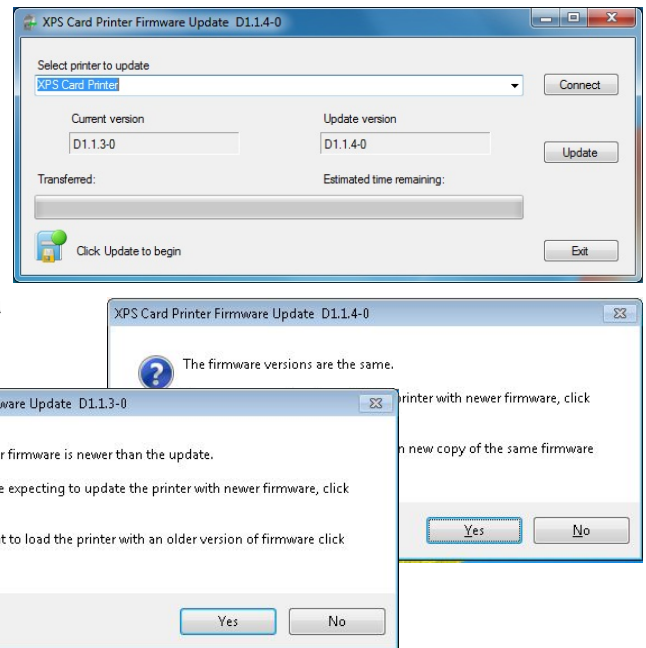 XPS Card Printer Firmware Update D1.1.4-0
Select printer to update
XPS Card Printer
Connect
Current version
Update version
D1.1.3-0
D1.1.4-0
Update
Transferred:
Estimated time remaining:
Click Update to begin
Exit
XPS Card Printer Firmware Update D1.1.4-0
The firmware versions are the same.
printer with newer firmware, click
new copy of the same firmware
Yes
No
ware Update D1.1.3-0
r firmware is newer than the update.
e expecting to update the printer with newer firmware, click
t to load the printer with an older version of firmware click
Yes
No